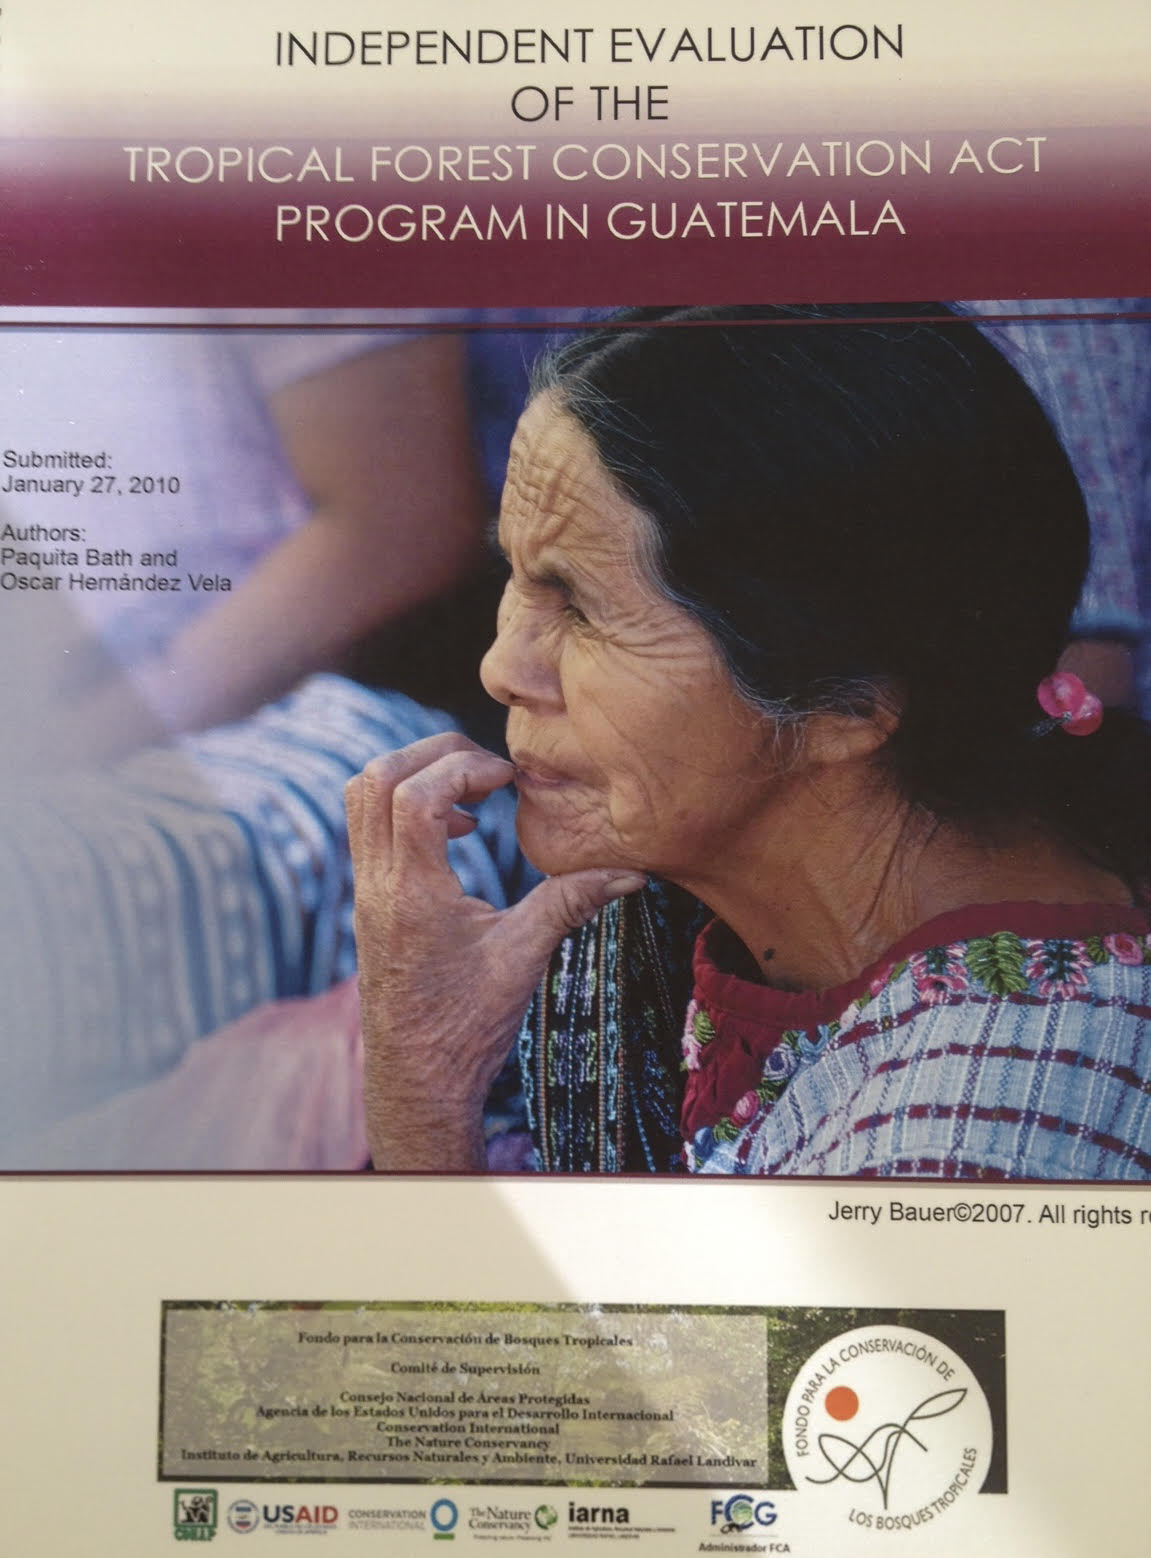 INDEPENDENT EVALUATION
OF THE
TROPICAL FOREST CONSERVATION ACT
PROGRAM IN GUATEMALA
Submitted:
January 27, 2010
Authors:
Paquita Bath and
Oscar Hernández Vela
Jerry Bauer©2007. All rights
Fondo para la Conservación de Bosques Tropicales
Comité de Supervisión
Consejo Nacional de Áreas Protegidas
Agencia de los Estados Unidos para el Desarrollo Internacional
Conservation International
The Nature Conservancy
Instituto de Agricultura, Recursos Naturales y Ambiente, Universidad Rafael Landívar
FONDO PARA LA CONSERVACIÓN DE
LOS BOSQUES TROPICALES
USAID
CONSERVATION
INTERNATIONAL
The Nature
Conservancy
iarna
FCG
Administrador FCA